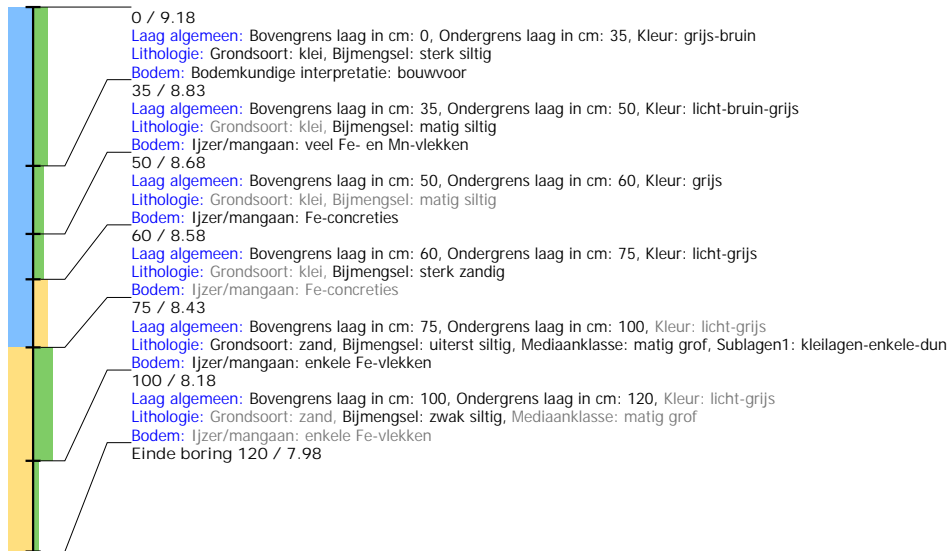 0 / 9.18
Laag algemeen: Bovengrens laag in cm: 0, Ondergrens laag in cm: 35, Kleur: grijs-bruin
Lithologie: Grondsoort: klei, Bijmengsel: sterk siltig
Bodem: Bodemkundige interpretatie: bouwvoor
35 / 8.83
Laag algemeen: Bovengrens laag in cm: 35, Ondergrens laag in cm: 50, Kleur: licht-bruin-grijs
Lithologie: Grondsoort: klei, Bijmengsel: matig siltig
Bodem: Ijzer/mangaan: veel Fe- en Mn-vlekken
50 / 8.68
Laag algemeen: Bovengrens laag in cm: 50, Ondergrens laag in cm: 60, Kleur: grijs
Lithologie: Grondsoort: klei, Bijmengsel: matig siltig
Bodem: Ijzer/mangaan: Fe-concreties
60 / 8.58
Laag algemeen: Bovengrens laag in cm: 60, Ondergrens laag in cm: 75, Kleur: licht-grijs
Lithologie: Grondsoort: klei, Bijmengsel: sterk zandig
Bodem: Ijzer/mangaan: Fe-concreties
75 / 8.43
Laag algemeen: Bovengrens laag in cm: 75, Ondergrens laag in cm: 100, Kleur: licht-grijs
Lithologie: Grondsoort: zand, Bijmengsel: uiterst siltig, Mediaanklasse: matig grof, Sublagen1: kleilagen-enkele-dun
Bodem: Ijzer/mangaan: enkele Fe-vlekken
100 / 8.18
Laag algemeen: Bovengrens laag in cm: 100, Ondergrens laag in cm: 120, Kleur: licht-grijs
Lithologie: Grondsoort: zand, Bijmengsel: zwak siltig, Mediaanklasse: matig grof
Bodem: Ijzer/mangaan: enkele Fe-vlekken
Einde boring 120 / 7.98